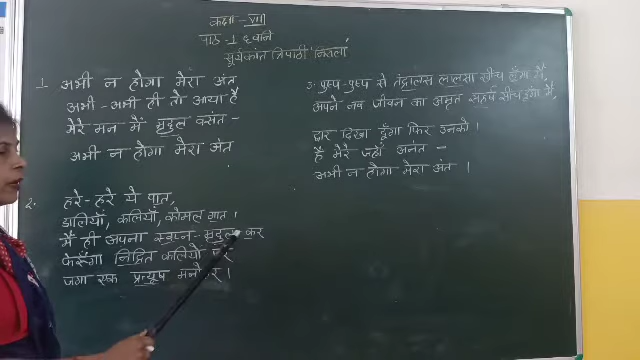 कक्षा - VIII
पाठ - 1 ध्वनि
सूर्यकांत त्रिपाठी 'निराला'
1. अभी न होगा मेरा अंत
अभी - अभी ही तो आया है
मेरे मन में मृदुल वसंत -
अभी न होगा मेरा अंत
2. हरे - हरे ये पात,
डालियाँ, कलियाँ, कोमल गात ।
मैं ही अपना स्वप्न - मृदुल कर
फेरूँगा निद्रित कलियों पर
जगा एक प्रत्यूष मनोहर ।
3. पुष्प - पुष्प से तंद्रालस लालसा खींच लूँगा मैं,
अपने नव जीवन का अमृत सहर्ष सींच दूँगा मैं,
द्वार दिखा दूँगा फिर उनको ।
हैं मेरे जहाँ अनंत -
अभी न होगा मेरा अंत ।